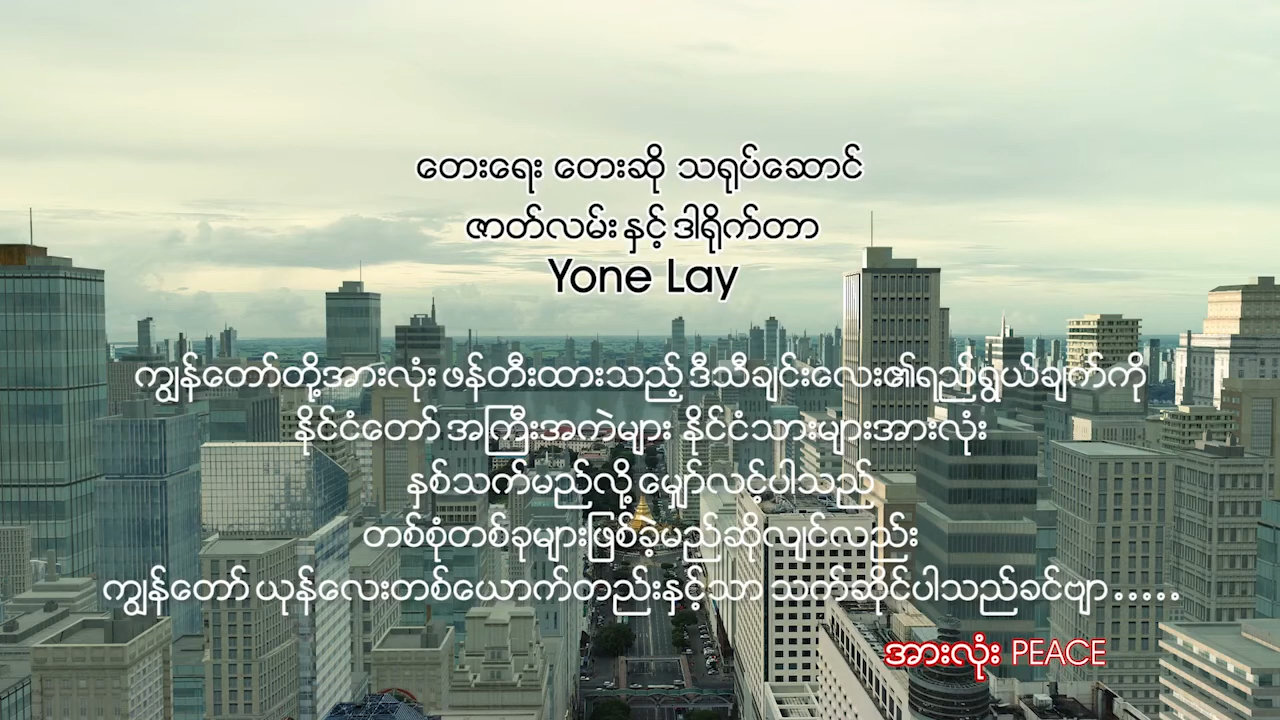 တေးရေး တေးဆို သရုပ်ဆောင်
ဇာတ်လမ်း နှင့် ဒါရိုက်တာ
Yone Lay
ကျွန်တော်တို့အားလုံး ဖန်တီးထားသည့် ဒီသီချင်းလေး၏ရည်ရွယ်ချက်ကို
နိုင်ငံတော် အကြီးအကဲများ နိုင်ငံသားများအားလုံး
နှစ်သက်မည်လို့ မျှော်လင့်ပါသည်
တစ်စုံတစ်ခုများဖြစ်ခဲ့မည်ဆိုလျှင်လည်း
ကျွန်တော် ယုန်လေးတစ်ယောက်တည်းနှင့်သာ သက်ဆိုင်ပါသည်ခင်ဗျာ.....
အားလုံး PEACE